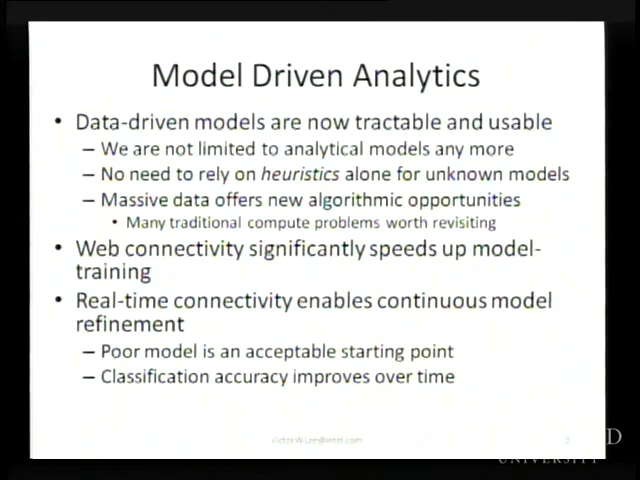 Model Driven Analytics
• Data-driven models are now tractable and usable
– We are not limited to analytical models any more
– No need to rely on heuristics alone for unknown models
– Massive data offers new algorithmic opportunities
• Many traditional compute problems worth revisiting
• Web connectivity significantly speeds up model-
training
• Real-time connectivity enables continuous model
refinement
– Poor model is an acceptable starting point
– Classification accuracy improves over time
Victor.W.Lee@intel.com
D
UNIVERSITY